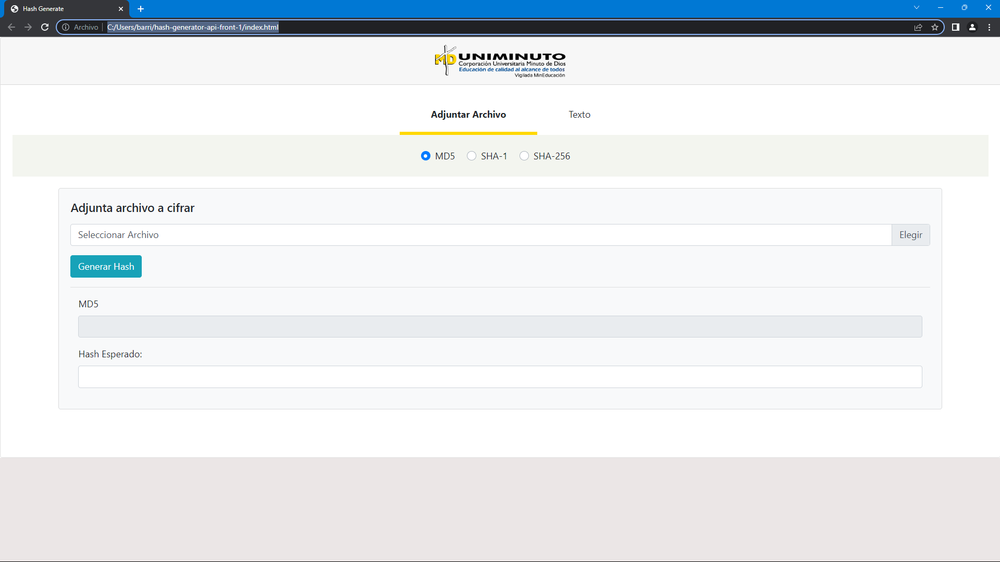 Hash Generate
Archivo
C:/Users/barri/hash-generator-api-front-1/index.html
MD UNIMINUTO
Corporación Universitaria Minuto de Dios
Educación de calidad al alcance de todos
Vigilada MinEducación
Adjuntar Archivo Texto
MD5 SHA-1 SHA-256
Adjunta archivo a cifrar
Seleccionar Archivo Elegir
Generar Hash
MD5
Hash Esperado: